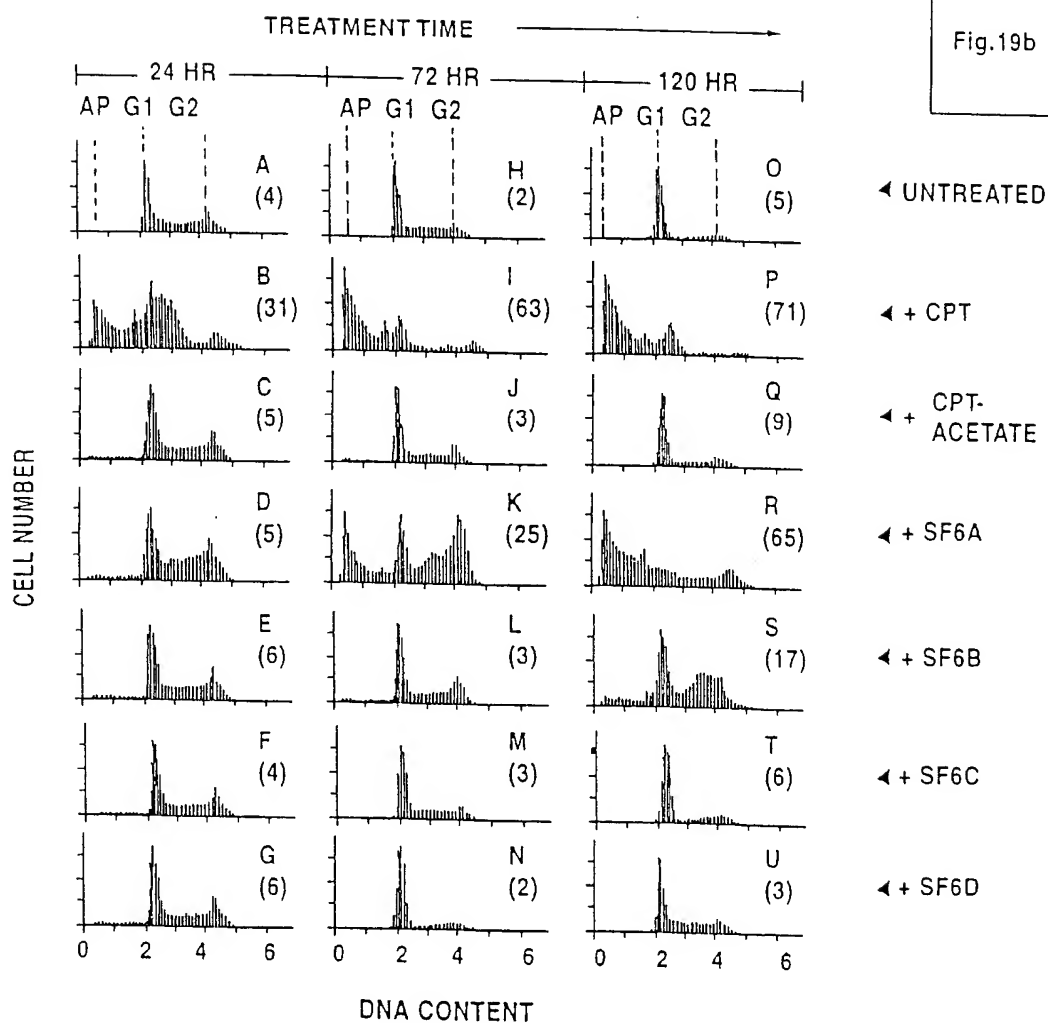 TREATMENT TIME
Fig.19b
24 HR 72 HR 120 HR
AP G1 G2 AP G1 G2 AP G1 G2
A
(4)
H
(2)
O
(5)
UNTREATED
B
(31)
I
(63)
P
(71)
+ CPT
C
(5)
J
(3)
Q
(9)
+ CPT-
ACETATE
D
(5)
K
(25)
R
(65)
+ SF6A
E
(6)
L
(3)
S
(17)
+ SF6B
F
(4)
M
(3)
T
(6)
+ SF6C
G
(6)
N
(2)
U
(3)
+ SF6D
0 2 4 6 0 2 4 6 0 2 4 6
CELL NUMBER
DNA CONTENT